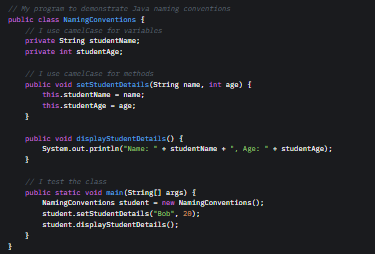 // My program to demonstrate Java naming conventions
public class NamingConventions {
    // I use camelCase for variables
    private String studentName;
    private int studentAge;

    // I use camelCase for methods
    public void setStudentDetails(String name, int age) {
        this.studentName = name;
        this.studentAge = age;
    }

    public void displayStudentDetails() {
        System.out.println("Name: " + studentName + ", Age: " + studentAge);
    }

    // I test the class
    public static void main(String[] args) {
        NamingConventions student = new NamingConventions();
        student.setStudentDetails("Bob", 20);
        student.displayStudentDetails();
    }
}